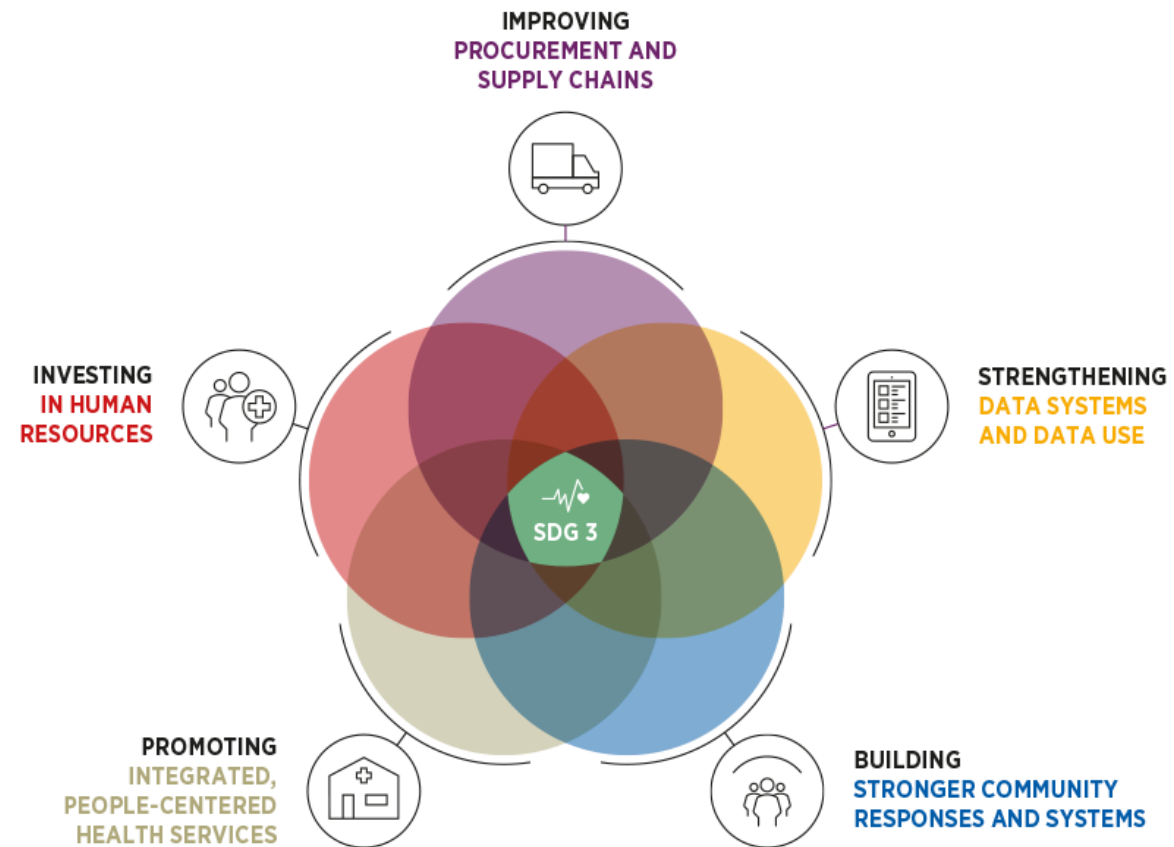 IMPROVING
PROCUREMENT AND
SUPPLY CHAINS
INVESTING
IN HUMAN
RESOURCES
STRENGTHENING
DATA SYSTEMS
AND DATA USE
SDG 3
PROMOTING
INTEGRATED,
PEOPLE-CENTERED
HEALTH SERVICES
BUILDING
STRONGER COMMUNITY
RESPONSES AND SYSTEMS